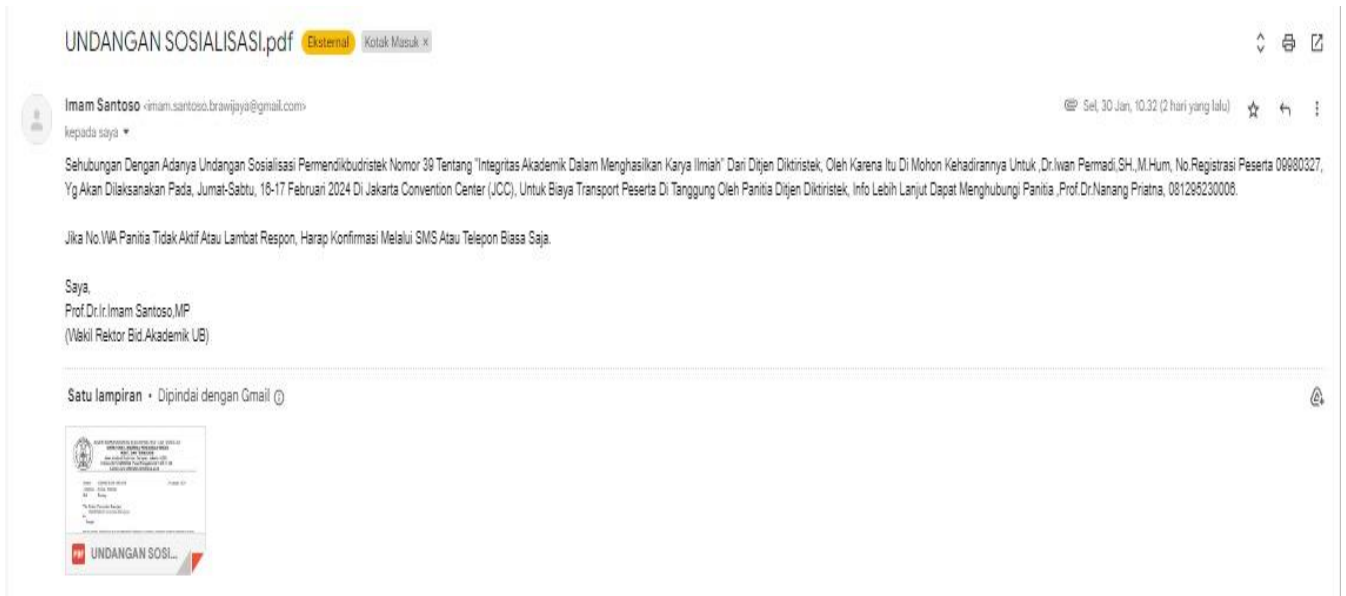 UNDANGAN SOSIALISASI.pdf Eksternal Kotak Masuk ×
Imam Santoso <imam.santoso.brawijaya@gmail.com> Sel, 30 Jan, 10.32 (2 hari yang lalu)
kepada saya
Sehubungan Dengan Adanya Undangan Sosialisasi Permendikbudristek Nomor 39 Tentang "Integritas Akademik Dalam Menghasilkan Karya Ilmiah" Dari Ditjen Diktiristek, Oleh Karena Itu Di Mohon Kehadirannya Untuk ,Dr.Iwan Permadi,SH.,M.Hum, No.Registrasi Peserta 09980327,
Yg Akan Dilaksanakan Pada, Jumat-Sabtu, 16-17 Februari 2024 Di Jakarta Convention Center (JCC), Untuk Biaya Transport Peserta Di Tanggung Oleh Panitia Ditjen Diktiristek, Info Lebih Lanjut Dapat Menghubungi Panitia ,Prof.Dr.Nanang Priatna, 081295230006.
Jika No.WA Panitia Tidak Aktif Atau Lambat Respon, Harap Konfirmasi Melalui SMS Atau Telepon Biasa Saja.
Saya,
Prof.Dr.Ir.Imam Santoso,MP
(Wakil Rektor Bid.Akademik UB)
Satu lampiran • Dipindai dengan Gmail
PDF UNDANGAN SOSI...